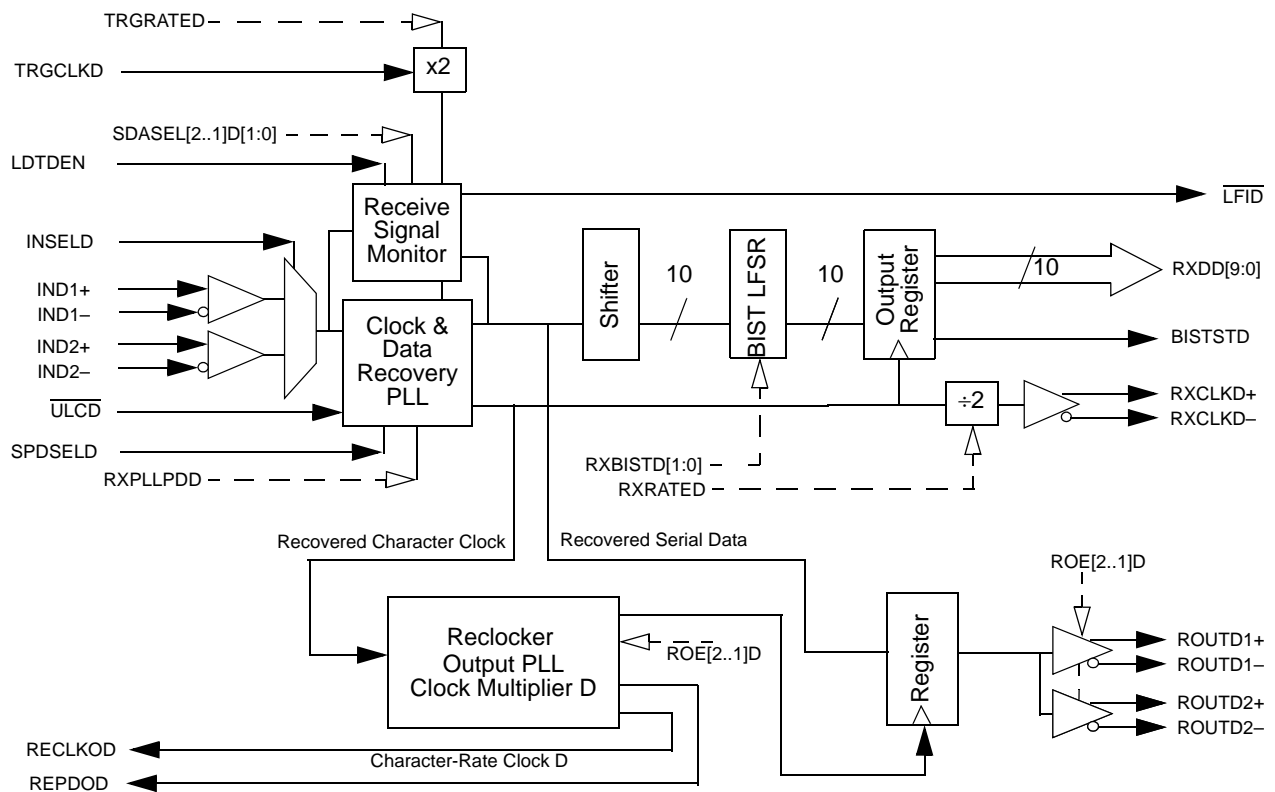 TRGRATED
TRGCLKD
x2
SDASEL[2..1]D[1:0]
LDTDEN
Receive
Signal
Monitor
LFID
INSELD
IND1+
IND1–
IND2+
IND2–
ULCD
SPDSELD
RXPLLPDD
Clock &
Data
Recovery
PLL
Shifter
10
BIST LFSR
10
Output
Register
10
RXDD[9:0]
BISTSTD
÷2
RXCLKD+
RXCLKD–
RXBISTD[1:0]
RXRATED
Recovered Character Clock
Recovered Serial Data
Reclocker
Output PLL
Clock Multiplier D
ROE[2..1]D
Register
ROE[2..1]D
ROUTD1+
ROUTD1–
ROUTD2+
ROUTD2–
RECLKOD
Character-Rate Clock D
REPDOD